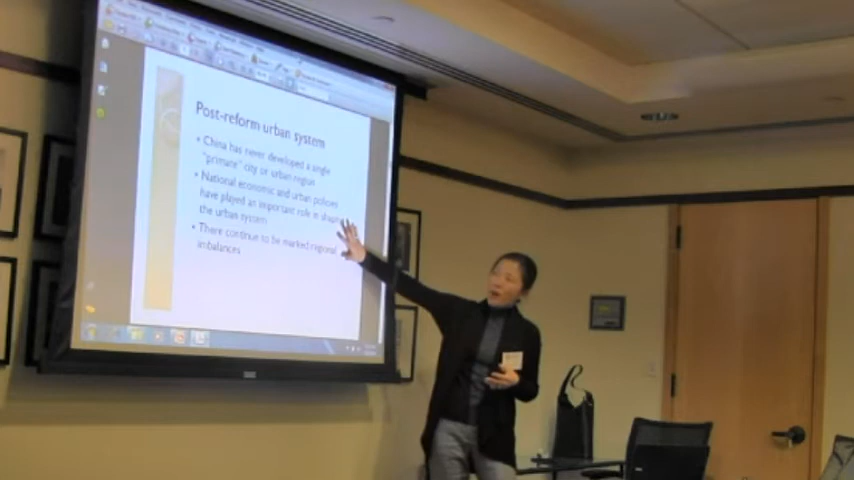 Post-reform urban system
• China has never developed a single
"primate" city or urban region
• National economic and urban policies
have played an important role in shaping
the urban system
• There continue to be marked regional
imbalances